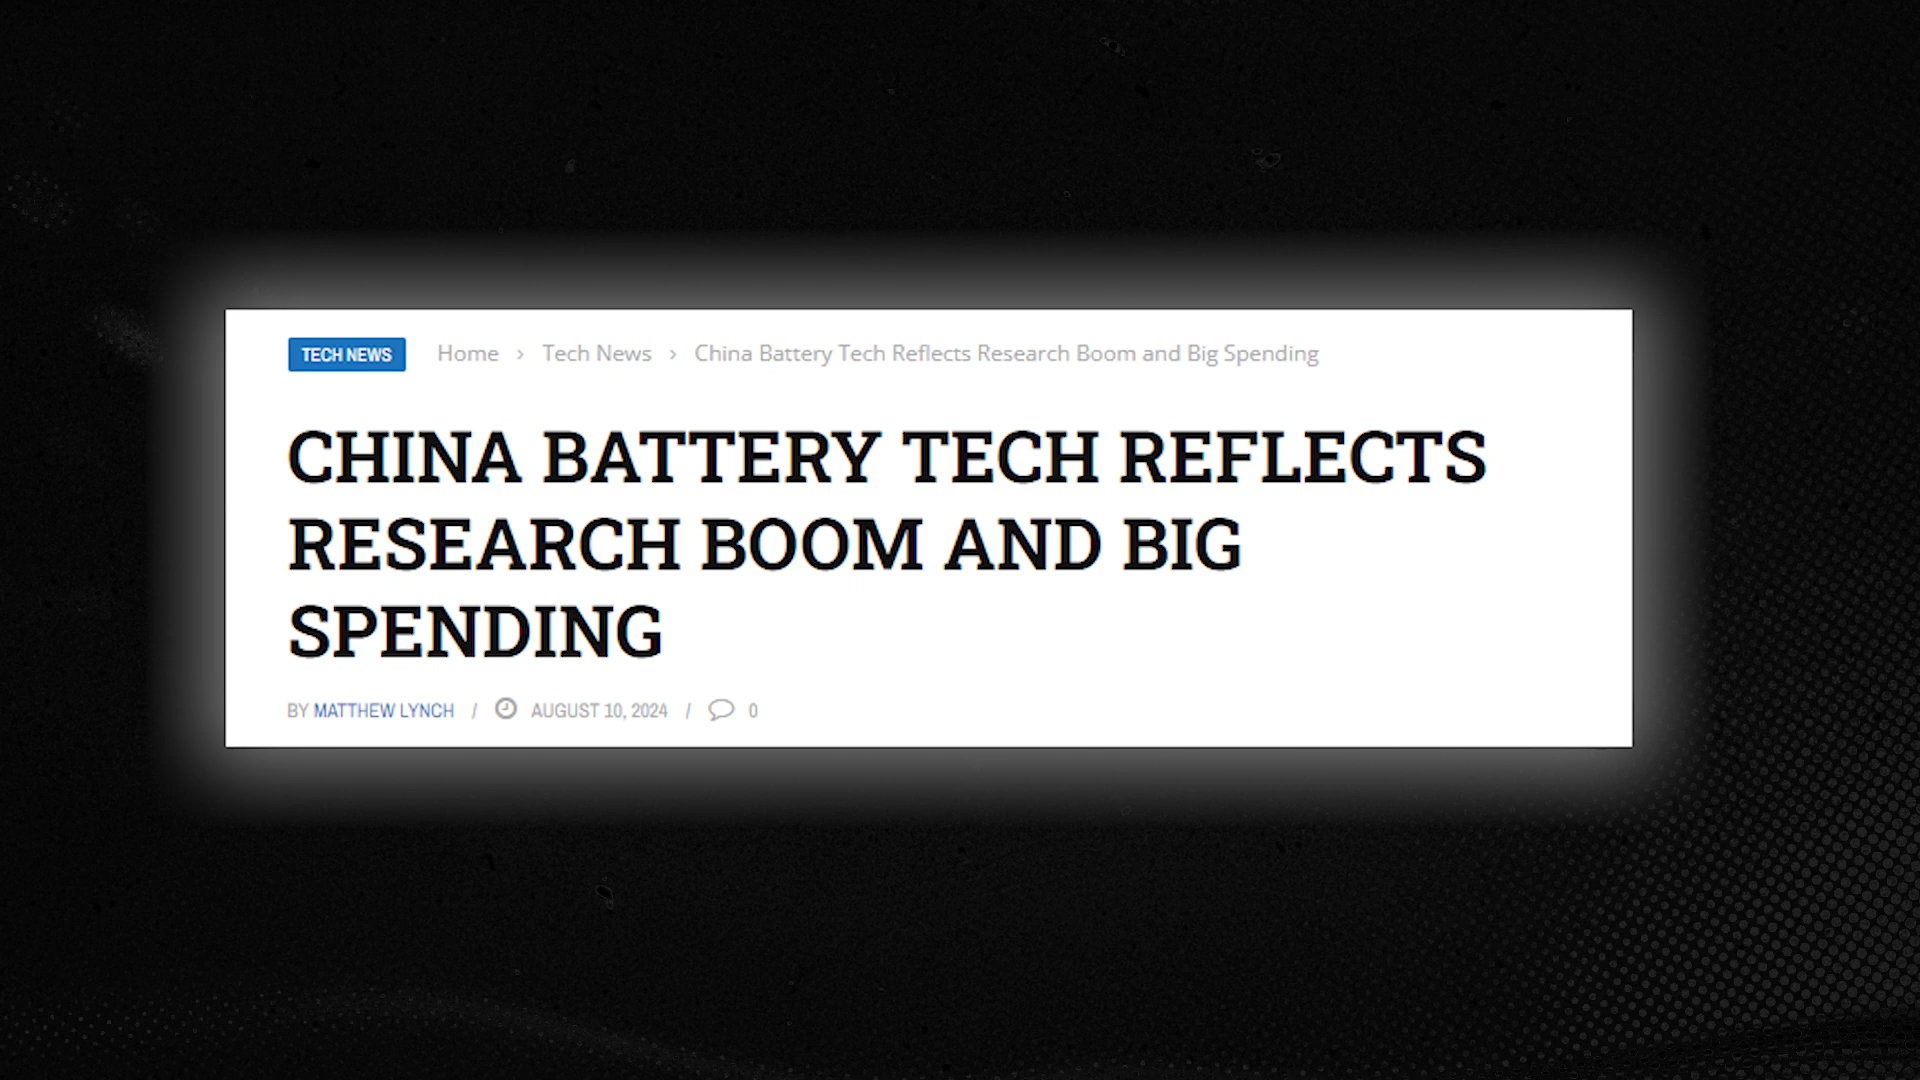 TECH NEWS Home › Tech News › China Battery Tech Reflects Research Boom and Big Spending
CHINA BATTERY TECH REFLECTS
RESEARCH BOOM AND BIG
SPENDING
BY MATTHEW LYNCH / AUGUST 10, 2024 / 0